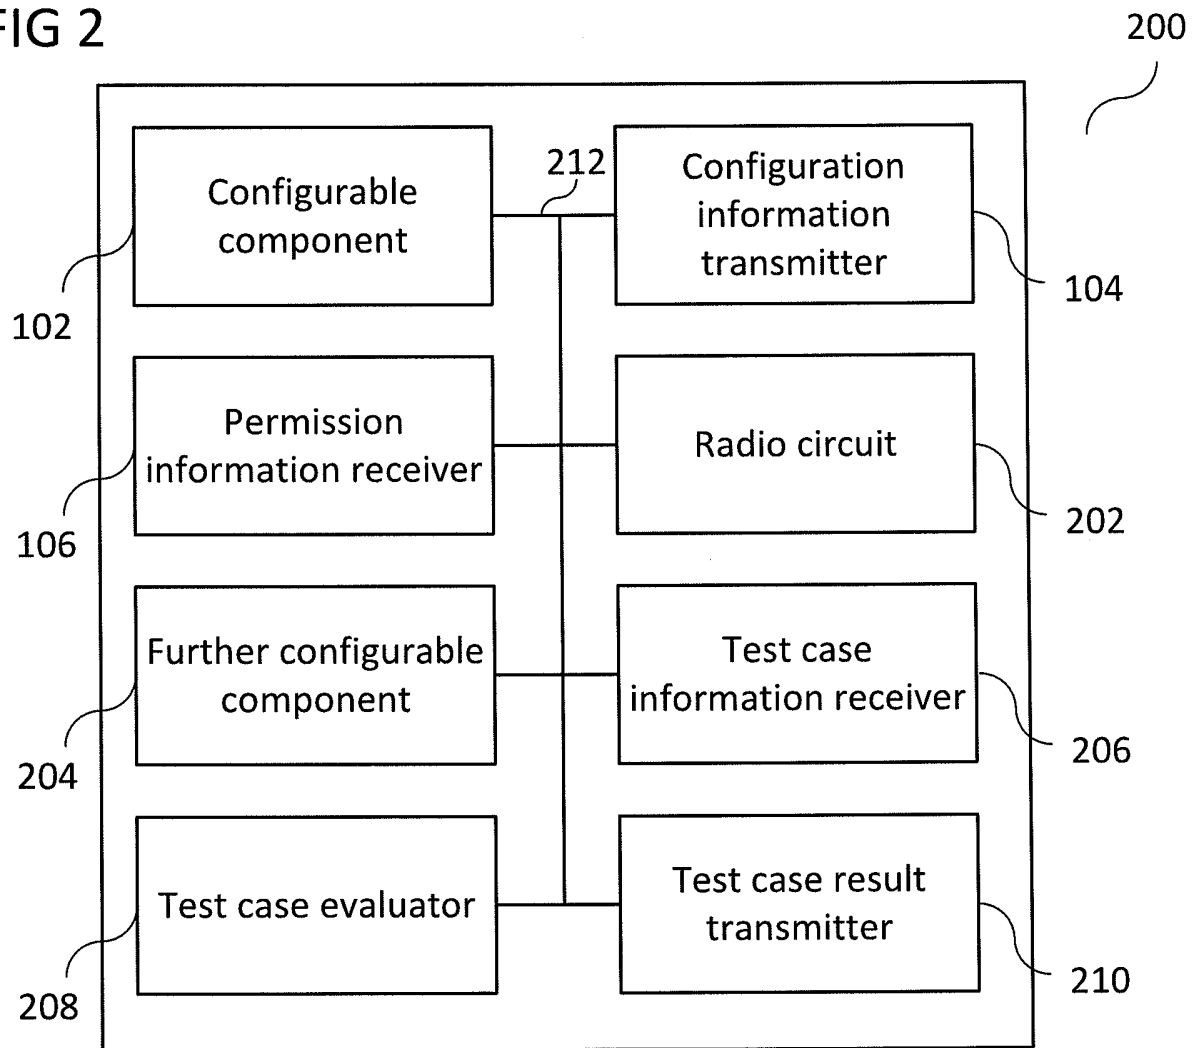 FIG 2
200
Configurable
component
212
Configuration
information
transmitter
102
104
Permission
information receiver
Radio circuit
106
202
Further configurable
component
Test case
information receiver
204
206
Test case evaluator
Test case result
transmitter
208
210